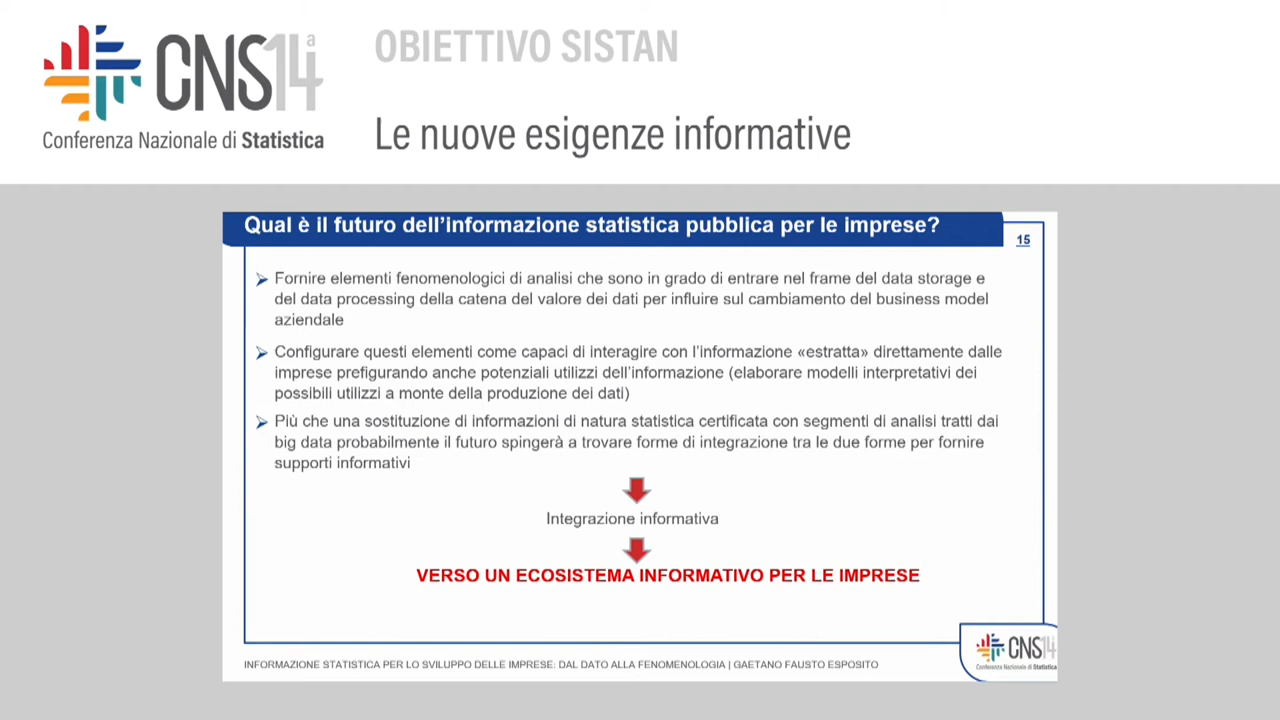 CNS14ª
Conferenza Nazionale di Statistica
OBIETTIVO SISTAN
Le nuove esigenze informative
Qual è il futuro dell'informazione statistica pubblica per le imprese?
15
Fornire elementi fenomenologici di analisi che sono in grado di entrare nel frame del data storage e
del data processing della catena del valore dei dati per influire sul cambiamento del business model
aziendale
Configurare questi elementi come capaci di interagire con l'informazione «estratta» direttamente dalle
imprese prefigurando anche potenziali utilizzi dell'informazione (elaborare modelli interpretativi dei
possibili utilizzi a monte della produzione dei dati)
Più che una sostituzione di informazioni di natura statistica certificata con segmenti di analisi tratti dai
big data probabilmente il futuro spingerà a trovare forme di integrazione tra le due forme per fornire
supporti informativi
Integrazione informativa
VERSO UN ECOSISTEMA INFORMATIVO PER LE IMPRESE
INFORMAZIONE STATISTICA PER LO SVILUPPO DELLE IMPRESE: DAL DATO ALLA FENOMENOLOGIA | GAETANO FAUSTO ESPOSITO
CNS14
Conferenza Nazionale di Statistica